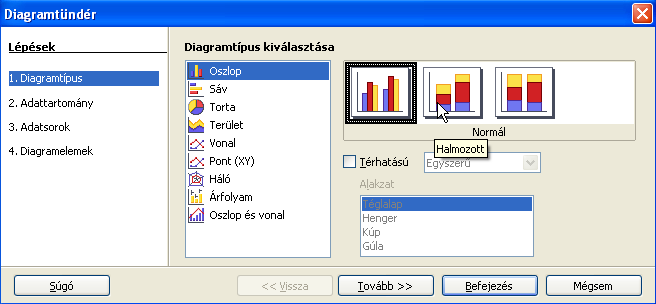 Diagramtündér
Lépések
1. Diagramtípus
2. Adattartomány
3. Adatsorok
4. Diagramelemek
Diagramtípus kiválasztása
Oszlop
Sáv
Torta
Terület
Vonal
Pont (XY)
Háló
Árfolyam
Oszlop és vonal
Normál
Halmozott
Térhatású
Egyszerű
Alakzat
Téglalap
Henger
Kúp
Gúla
Súgó
<< Vissza
Tovább >>
Befejezés
Mégsem